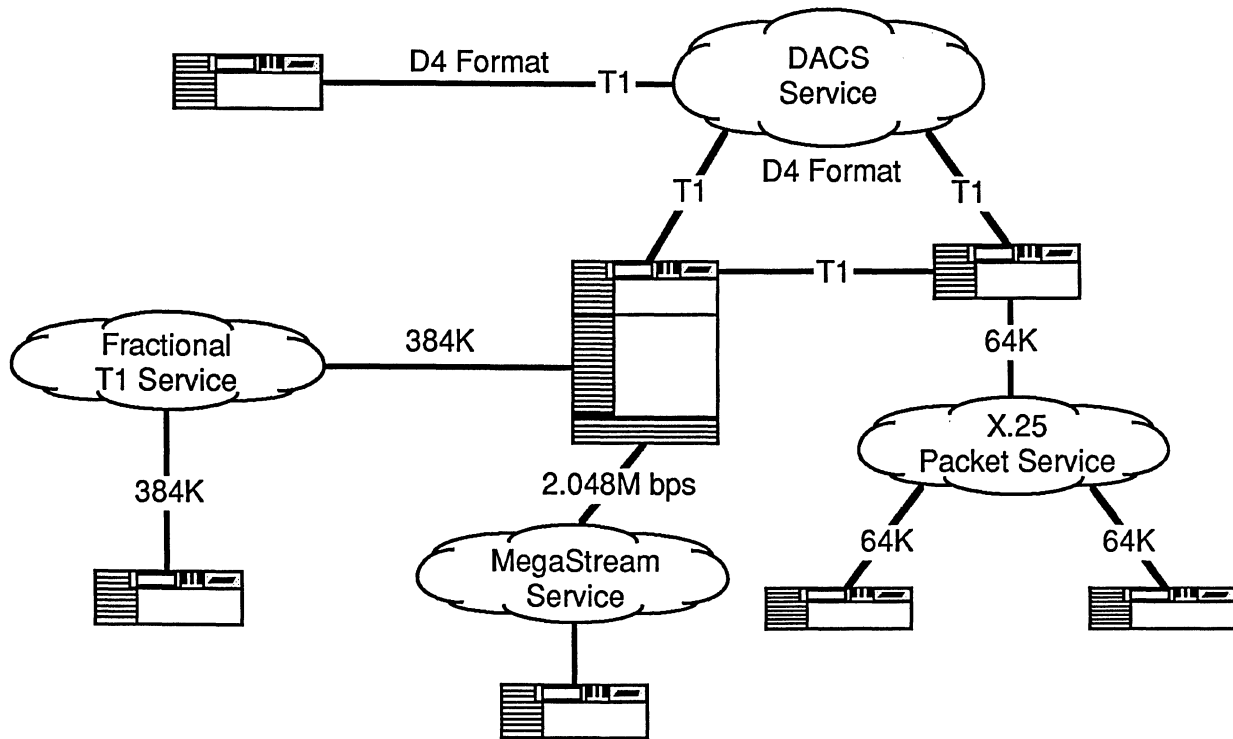 D4 Format
T1
DACS
Service
D4 Format
T1
T1
T1
Fractional
T1 Service
384K
64K
X.25
Packet Service
384K
2.048M bps
MegaStream
Service
64K
64K